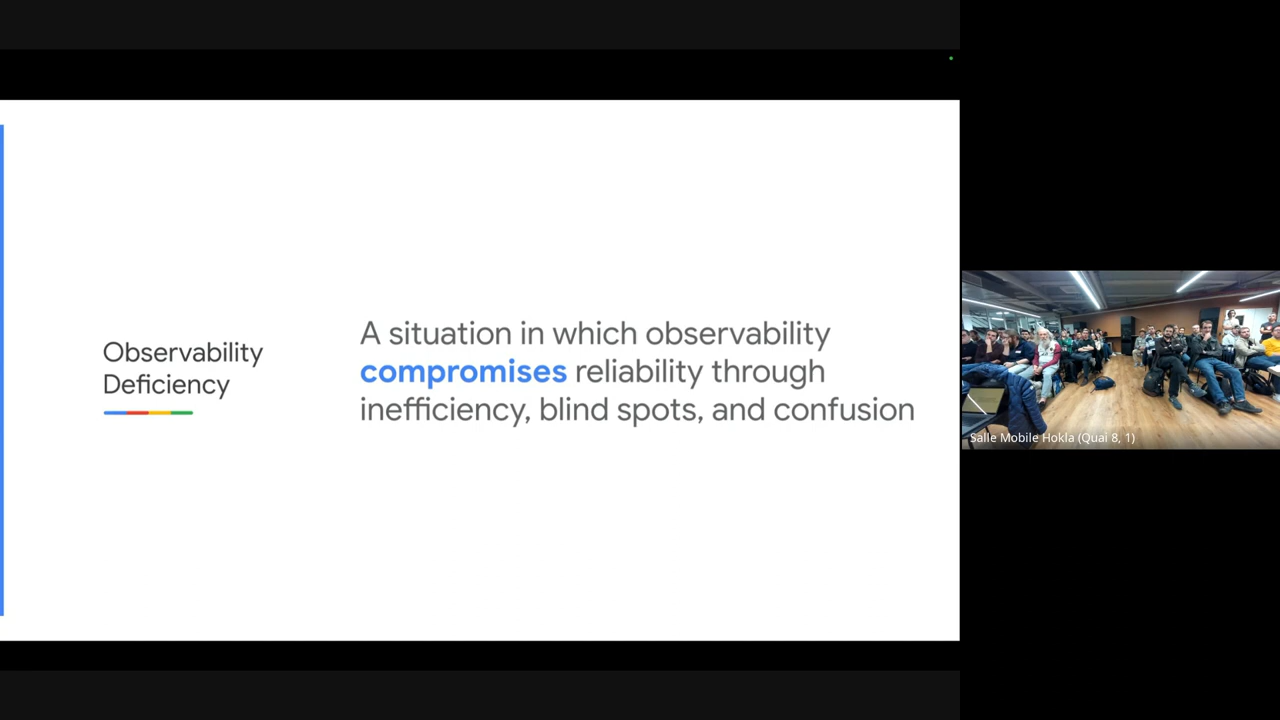 Observability
Deficiency
A situation in which observability
compromises reliability through
inefficiency, blind spots, and confusion
Salle Mobile Hokla (Quai 8, 1)